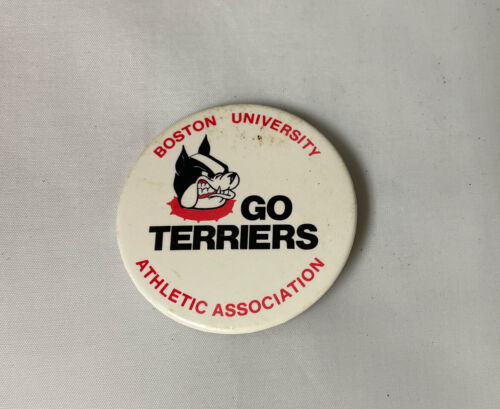 BOSTON UNIVERSITY
GO
TERRIERS
ATHLETIC ASSOCIATION